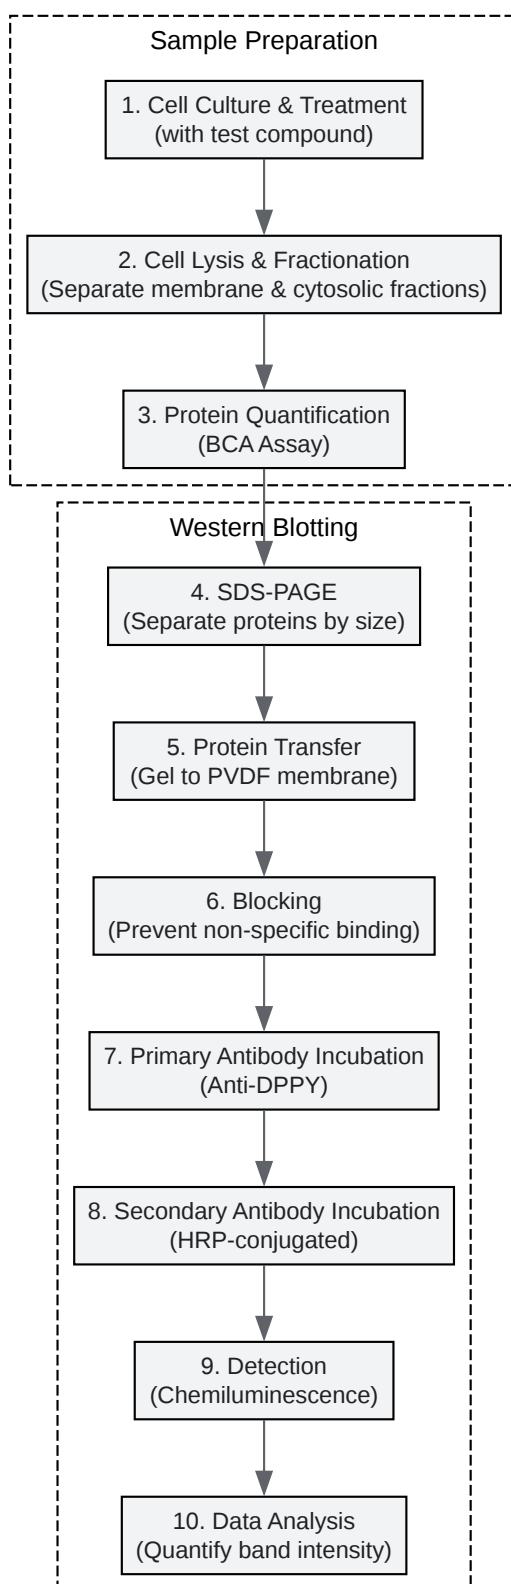 Sample Preparation
1. Cell Culture & Treatment
(with test compound)
2. Cell Lysis & Fractionation
(Separate membrane & cytosolic fractions)
3. Protein Quantification
(BCA Assay)
Western Blotting
4. SDS-PAGE
(Separate proteins by size)
5. Protein Transfer
(Gel to PVDF membrane)
6. Blocking
(Prevent non-specific binding)
7. Primary Antibody Incubation
(Anti-DPPY)
8. Secondary Antibody Incubation
(HRP-conjugated)
9. Detection
(Chemiluminescence)
10. Data Analysis
(Quantify band intensity)